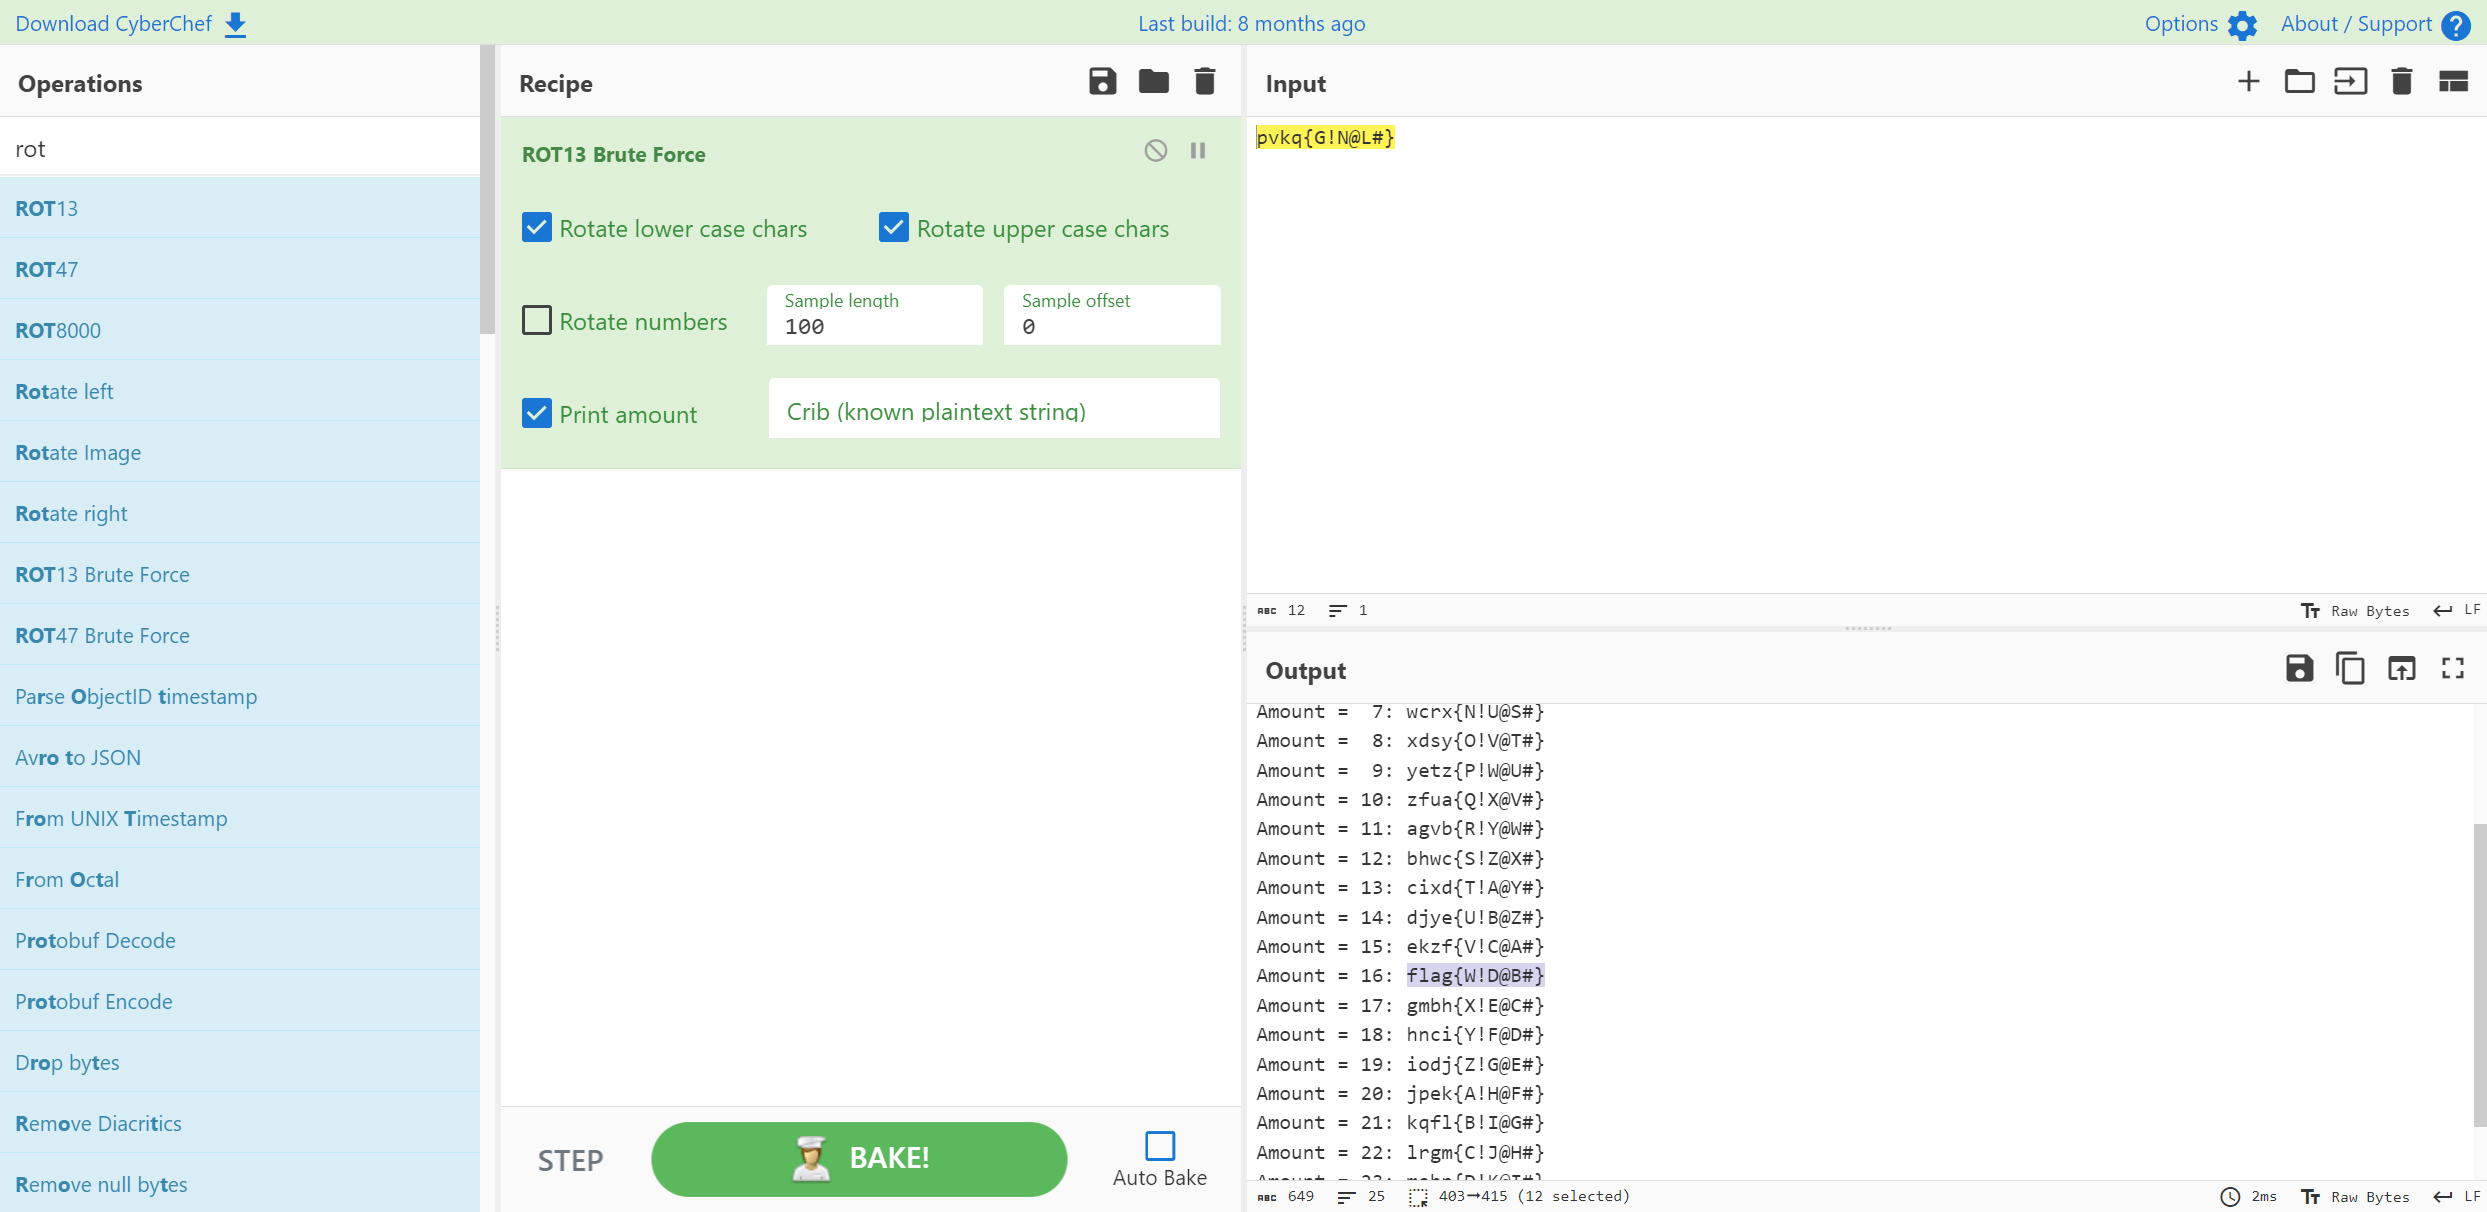 Download CyberChef
Last build: 8 months ago
Options
About / Support
Operations
rot
ROT13
ROT47
ROT8000
Rotate left
Rotate Image
Rotate right
ROT13 Brute Force
ROT47 Brute Force
Parse ObjectID timestamp
Avro to JSON
From UNIX Timestamp
From Octal
Protobuf Decode
Protobuf Encode
Drop bytes
Remove Diacritics
Remove null bytes
Recipe
ROT13 Brute Force
Rotate lower case chars
Rotate upper case chars
Rotate numbers
Sample length
100
Sample offset
0
Print amount
Crib (known plaintext string)
STEP
BAKE!
Auto Bake
Input
pvkq{G!N@L#}
ABC 12 1
Tт Raw Bytes LF
Output
Amount =  7: wcrx{N!U@S#}
Amount =  8: xdsy{O!V@T#}
Amount =  9: yetz{P!W@U#}
Amount = 10: zfua{Q!X@V#}
Amount = 11: agvb{R!Y@W#}
Amount = 12: bhwc{S!Z@X#}
Amount = 13: cixd{T!A@Y#}
Amount = 14: djye{U!B@Z#}
Amount = 15: ekzf{V!C@A#}
Amount = 16: flag{W!D@B#}
Amount = 17: gmbh{X!E@C#}
Amount = 18: hnci{Y!F@D#}
Amount = 19: iodj{Z!G@E#}
Amount = 20: jpek{A!H@F#}
Amount = 21: kqfl{B!I@G#}
Amount = 22: lrgm{C!J@H#}
ABC 649 25 403→415 (12 selected)
2ms Tт Raw Bytes LF